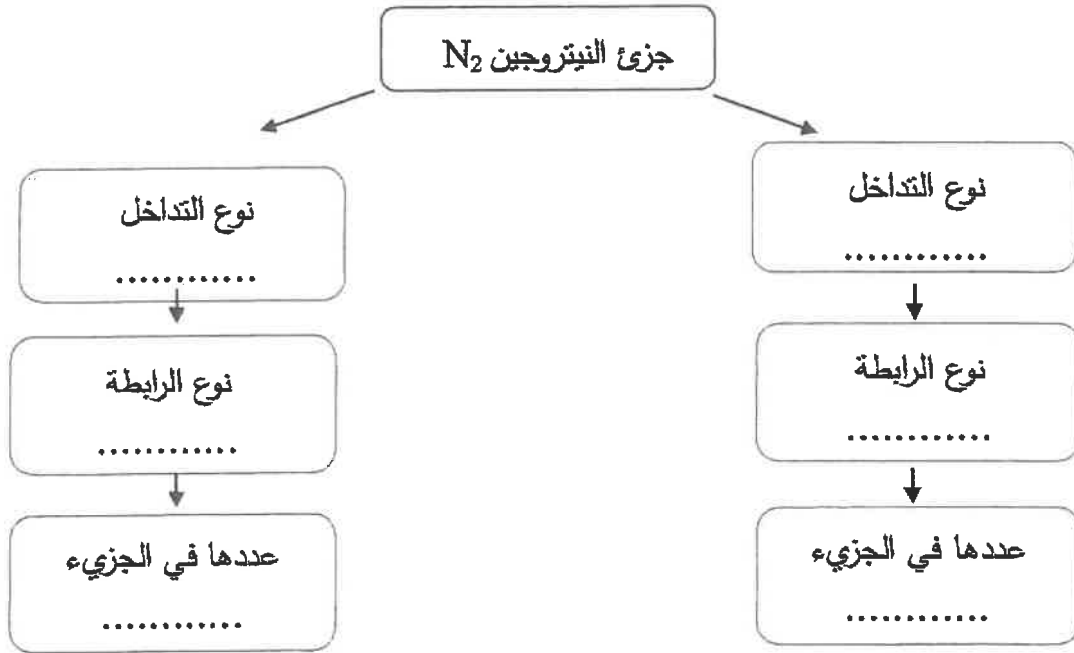 جزئ النيتروجين N₂
نوع التداخل
............
نوع التداخل
............
نوع الرابطة
............
نوع الرابطة
............
عددها في الجزيء
............
عددها في الجزيء
............